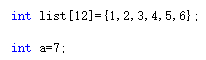 int list[12]={1,2,3,4,5,6};
int a=7;